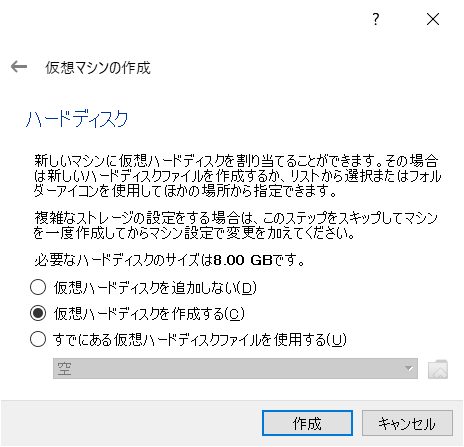 ?
仮想マシンの作成
ハードディスク
新しいマシンに仮想ハードディスクを割り当てることができます。その場合
は新しいハードディスクファイルを作成するか、リストから選択またはフォル
ダーアイコンを使用してほかの場所から指定できます。
複雑なストレージの設定をする場合は、このステップをスキップしてマシン
を一度作成してからマシン設定で変更を加えてください。
必要なハードディスクのサイズは8.00 GBです。
仮想ハードディスクを追加しない(D)
仮想ハードディスクを作成する(C)
すでにある仮想ハードディスクファイルを使用する(U)
空
作成 キャンセル